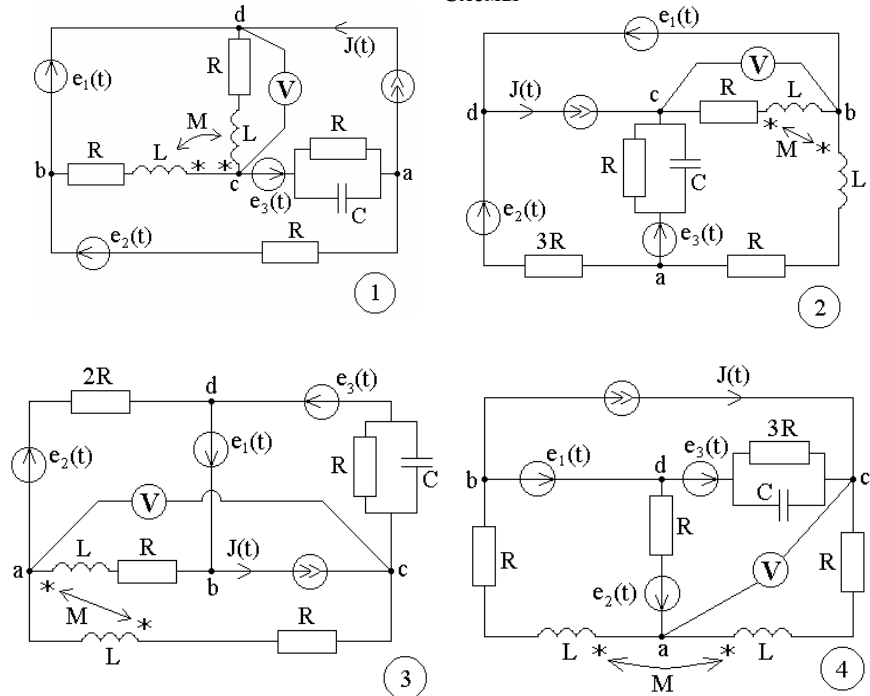 d
J(t)
R
e₁(t)
V
M
L
R
b
R
L
* *
c
a
e₃(t)
C
e₂(t)
R
1
e₁(t)
V
d
J(t)
c
R
L
b
*
M
*
R
C
L
e₂(t)
e₃(t)
3R
R
a
2
2R
d
e₃(t)
e₁(t)
R
C
e₂(t)
V
L
R
J(t)
a
b
c
*
M
*
L
R
3
J(t)
3R
e₁(t)
d
e₃(t)
b
c
C
R
R
V
R
e₂(t)
a
L
*
*
L
M
4